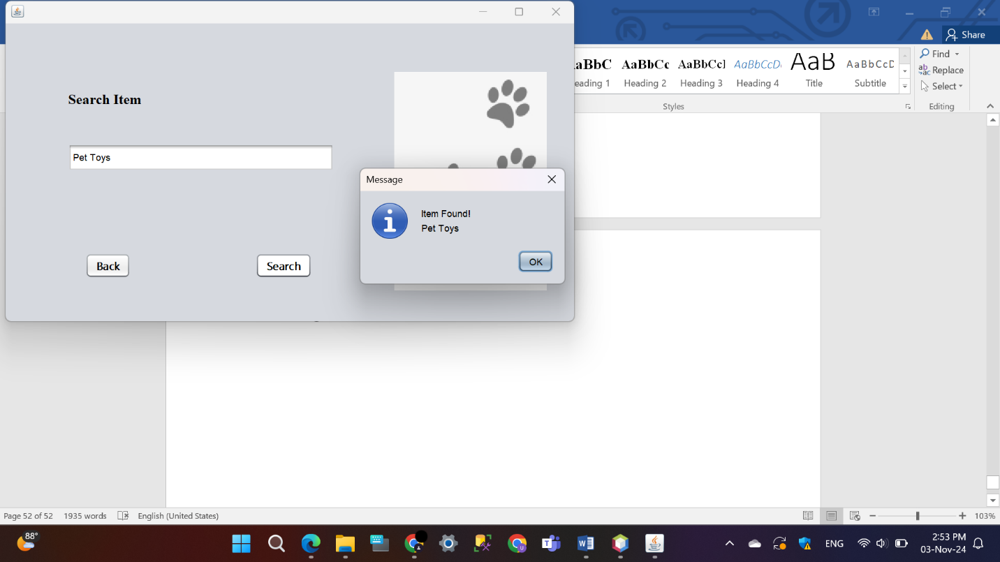 Share
Find
Replace
Select
aBbC AaBbCc AaBbCcI AaBbCcDı AaB AaBbCcD
eading 1 Heading 2 Heading 3 Heading 4 Title Subtitle
Styles
Editing
Search Item
Pet Toys
Message
Item Found!
Pet Toys
OK
Back
Search
Page 52 of 52 1935 words English (United States)
103%
88°
ENG
2:53 PM
03-Nov-24